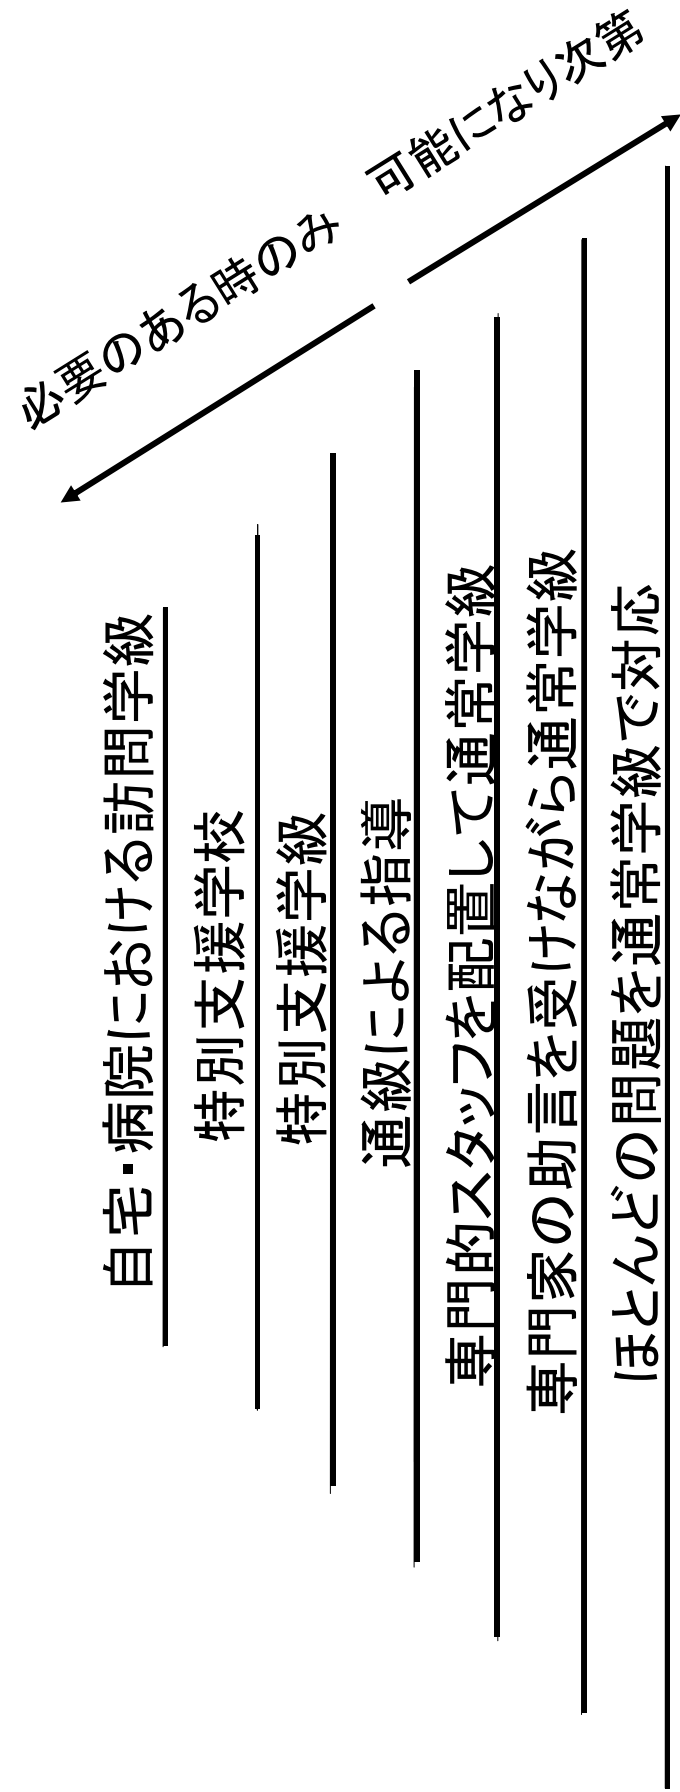 必要のある時のみ
可能になり次第
自宅・病院における訪問学級
特別支援学校
特別支援学級
通級による指導
専門的スタッフを配置して通常学級
専門家の助言を受けながら通常学級
ほとんどの問題を通常学級で対応